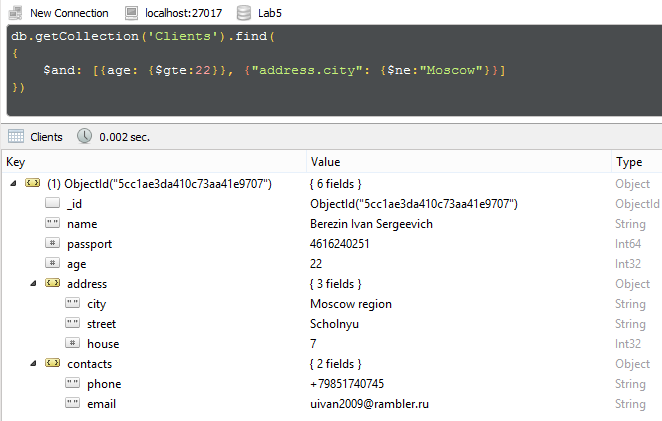 New Connection localhost:27017 Lab5
db.getCollection('Clients').find(
{
$and: [{age: {$gte:22}}, {"address.city": {$ne:"Moscow"}}]
})
Clients 0.002 sec.
Key Value Type
(1) ObjectId("5cc1ae3da410c73aa41e9707") { 6 fields } Object
_id ObjectId("5cc1ae3da410c73aa41e9707") ObjectId
name Berezin Ivan Sergeevich String
passport 4616240251 Int64
age 22 Int32
address { 3 fields } Object
city Moscow region String
street Scholnyu String
house 7 Int32
contacts { 2 fields } Object
phone +79851740745 String
email uivan2009@rambler.ru String